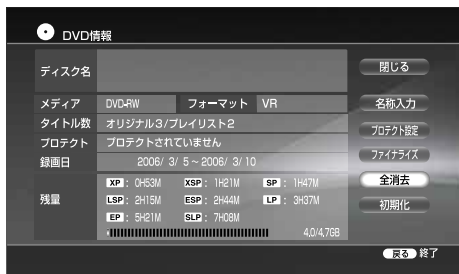 DVD情報
ディスク名
閉じる
メディア DVD-RW フォーマット VR
名称入力
タイトル数 オリジナル3/プレイリスト2
プロテクト設定
プロテクト プロテクトされていません
ファイナライズ
録画日 2006/ 3/ 5~2006/ 3/ 10
全消去
残量 XP : 0H53M XSP : 1H21M SP : 1H47M
初期化
LSP : 2H15M ESP : 2H44M LP : 3H37M
EP : 5H21M SLP : 7H08M
4,0/4,7GB
戻る 終了